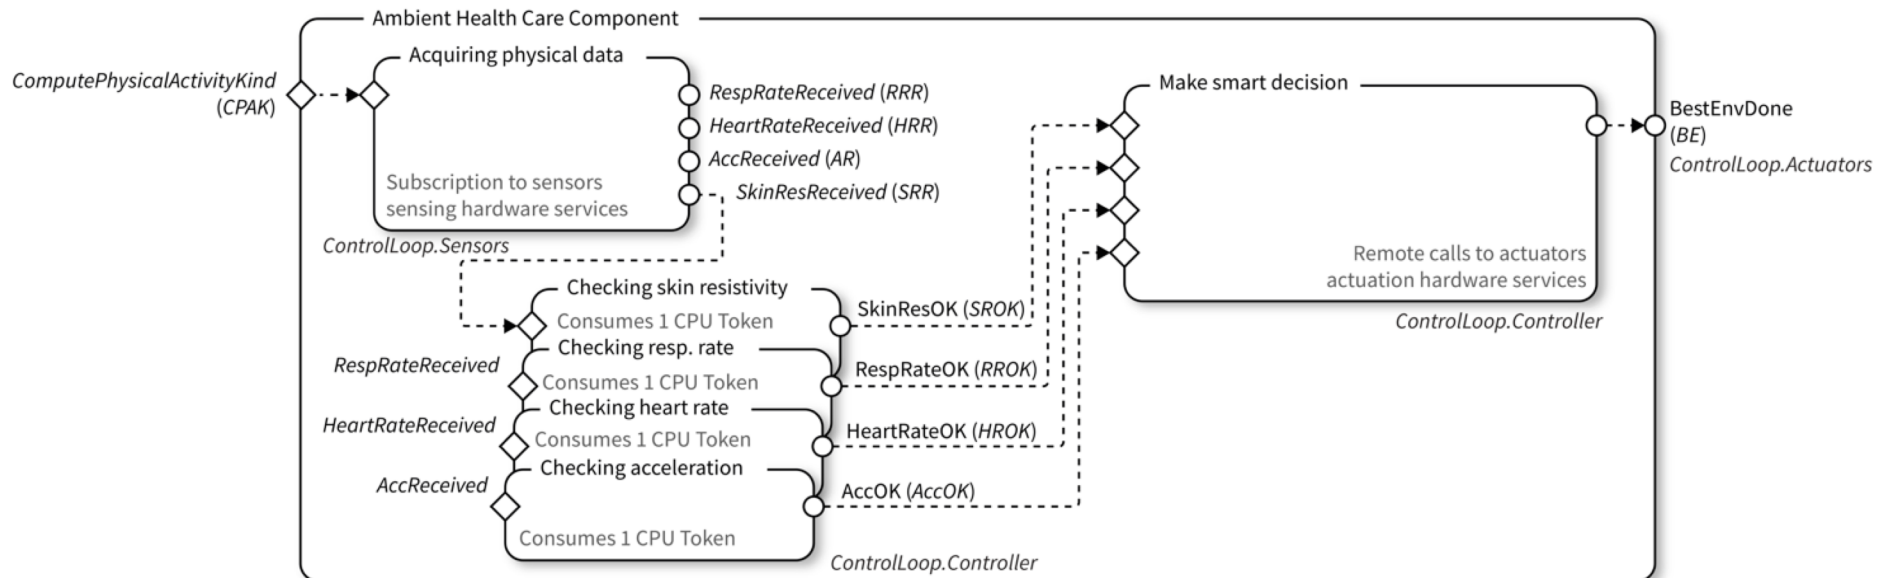 Ambient Health Care Component
Acquiring physical data
ComputePhysicalActivityKind
(CPAK)
RespRateReceived (RRR)
HeartRateReceived (HRR)
AccReceived (AR)
SkinResReceived (SRR)
Subscription to sensors
sensing hardware services
ControlLoop.Sensors
Make smart decision
BestEnvDone
(BE)
ControlLoop.Actuators
Remote calls to actuators
actuation hardware services
ControlLoop.Controller
Checking skin resistivity
Consumes 1 CPU Token
SkinResOK (SROK)
Checking resp. rate
RespRateReceived
Consumes 1 CPU Token
RespRateOK (RROK)
Checking heart rate
HeartRateReceived
Consumes 1 CPU Token
HeartRateOK (HROK)
Checking acceleration
AccReceived
AccOK (AccOK)
Consumes 1 CPU Token
ControlLoop.Controller